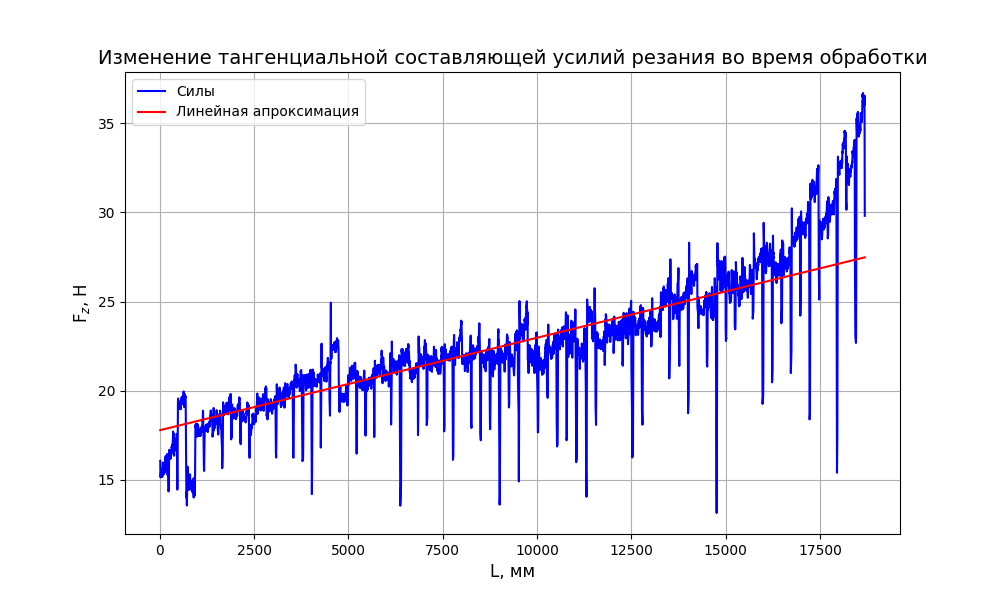 Изменение тангенциальной составляющей усилий резания во время обработки
Силы
Линейная апроксимация
35
30
25
20
15
F_z, Н
0 2500 5000 7500 10000 12500 15000 17500
L, мм